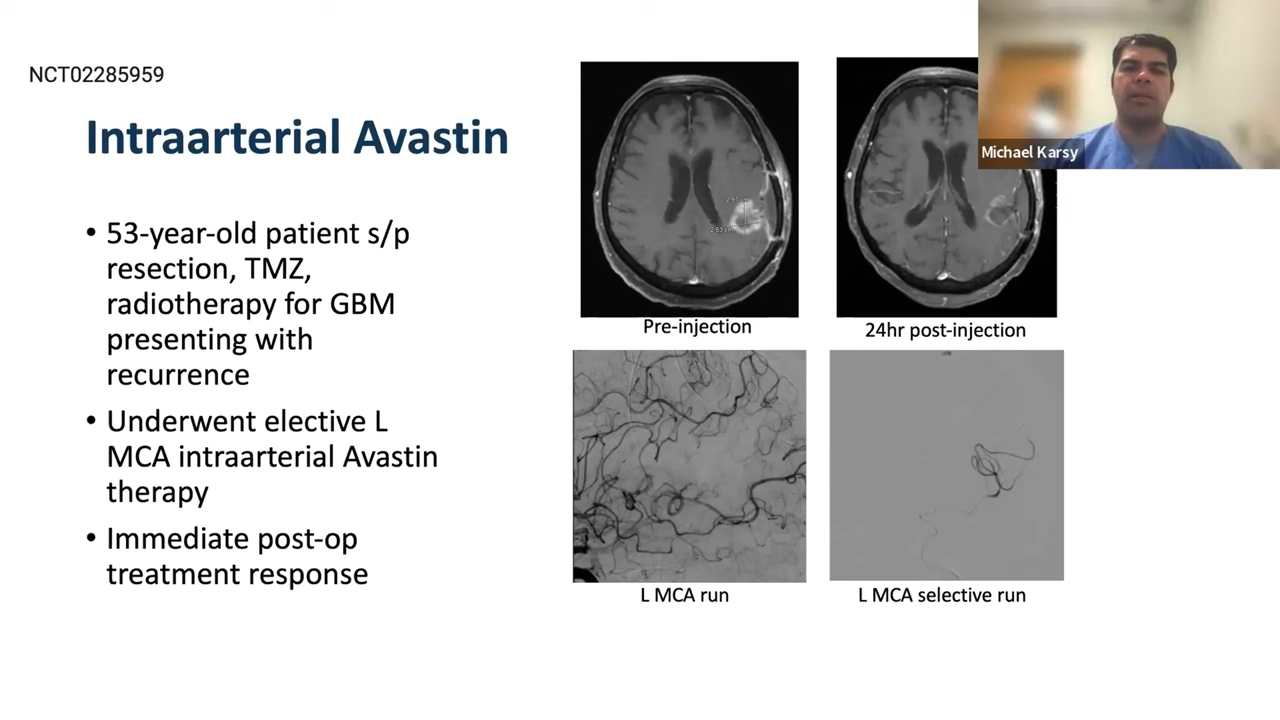 NCT02285959
Intraarterial Avastin
• 53-year-old patient s/p
resection, TMZ,
radiotherapy for GBM
presenting with
recurrence
• Underwent elective L
MCA intraarterial Avastin
therapy
• Immediate post-op
treatment response
Pre-injection
24hr post-injection
L MCA run
L MCA selective run
Michael Karsy